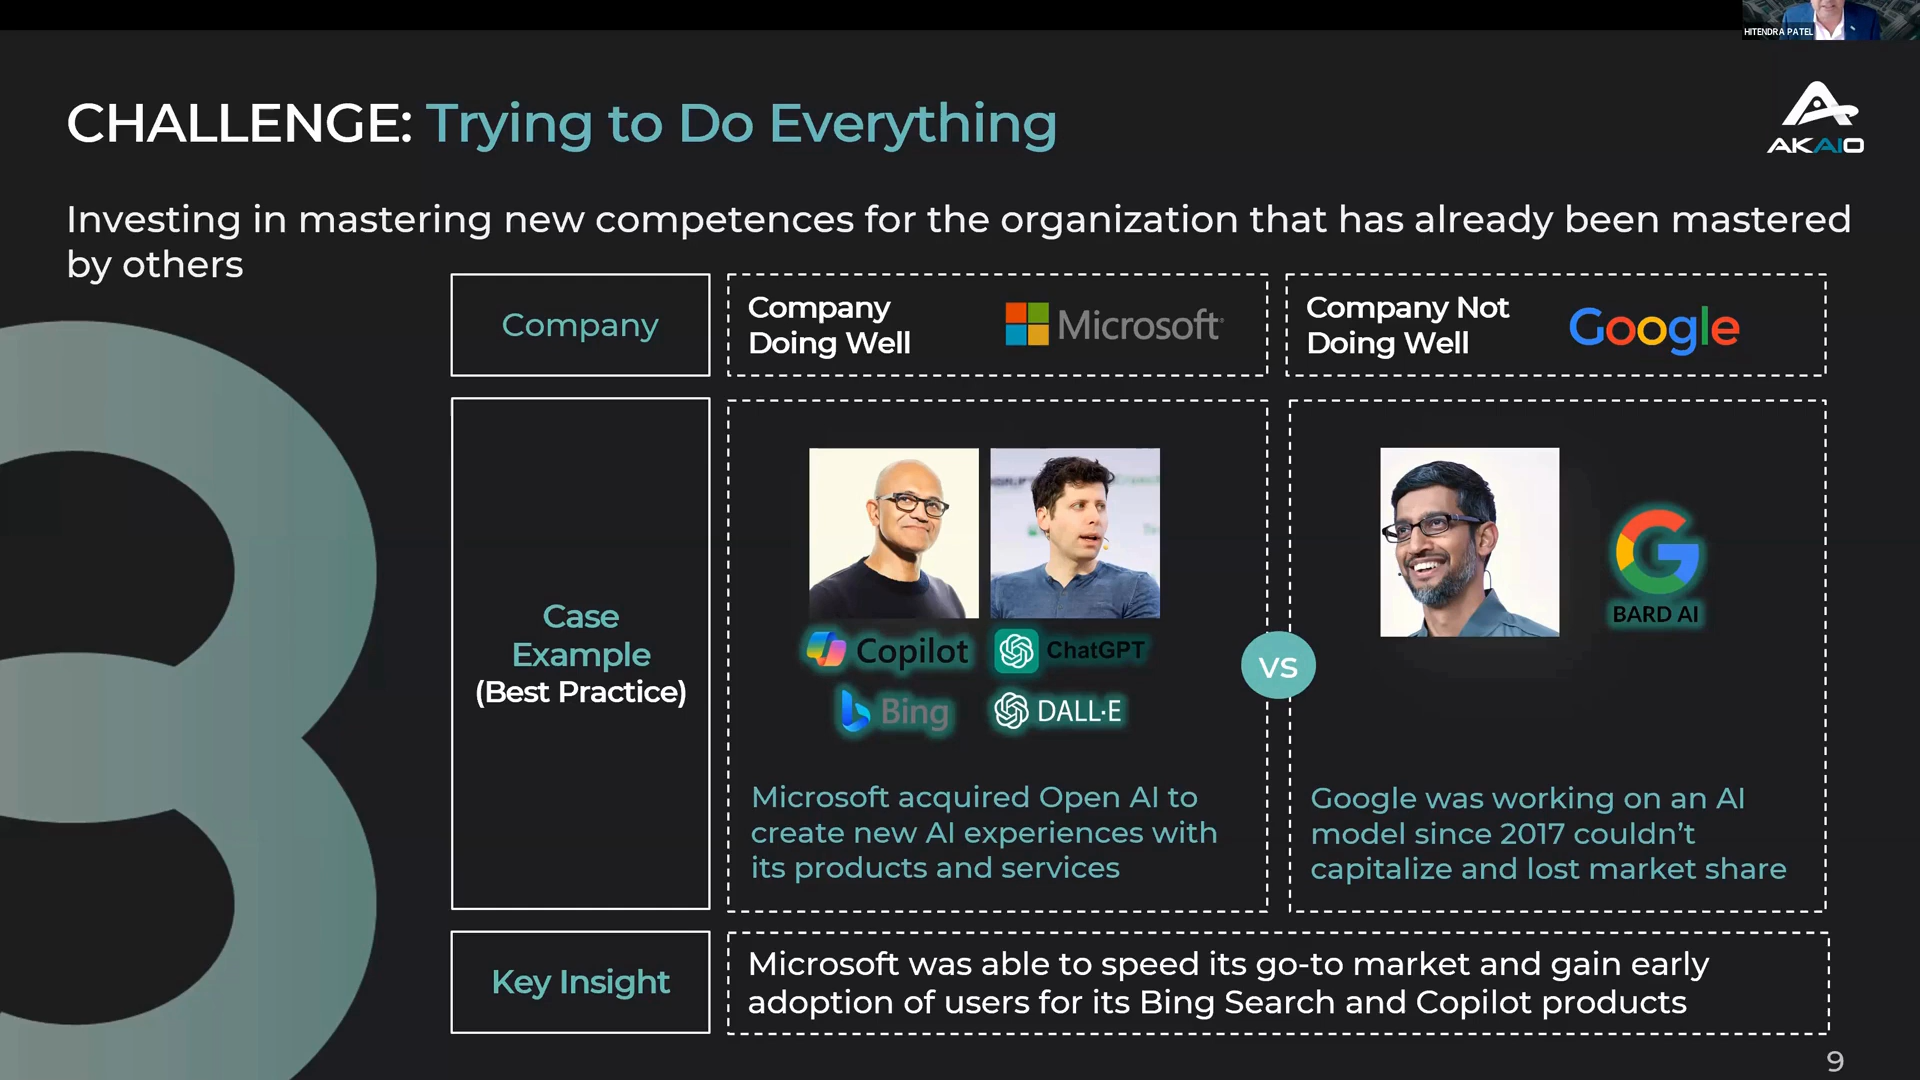 HITENDRA PATEL
CHALLENGE: Trying to Do Everything
AKAIO
Investing in mastering new competences for the organization that has already been mastered
by others
Company
Company
Doing Well
Microsoft
Company Not
Doing Well
Google
Case
Example
(Best Practice)
Copilot
ChatGPT
Bing
DALL·E
Microsoft acquired Open AI to
create new AI experiences with
its products and services
VS
BARD AI
Google was working on an AI
model since 2017 couldn't
capitalize and lost market share
Key Insight
Microsoft was able to speed its go-to market and gain early
adoption of users for its Bing Search and Copilot products
3
9